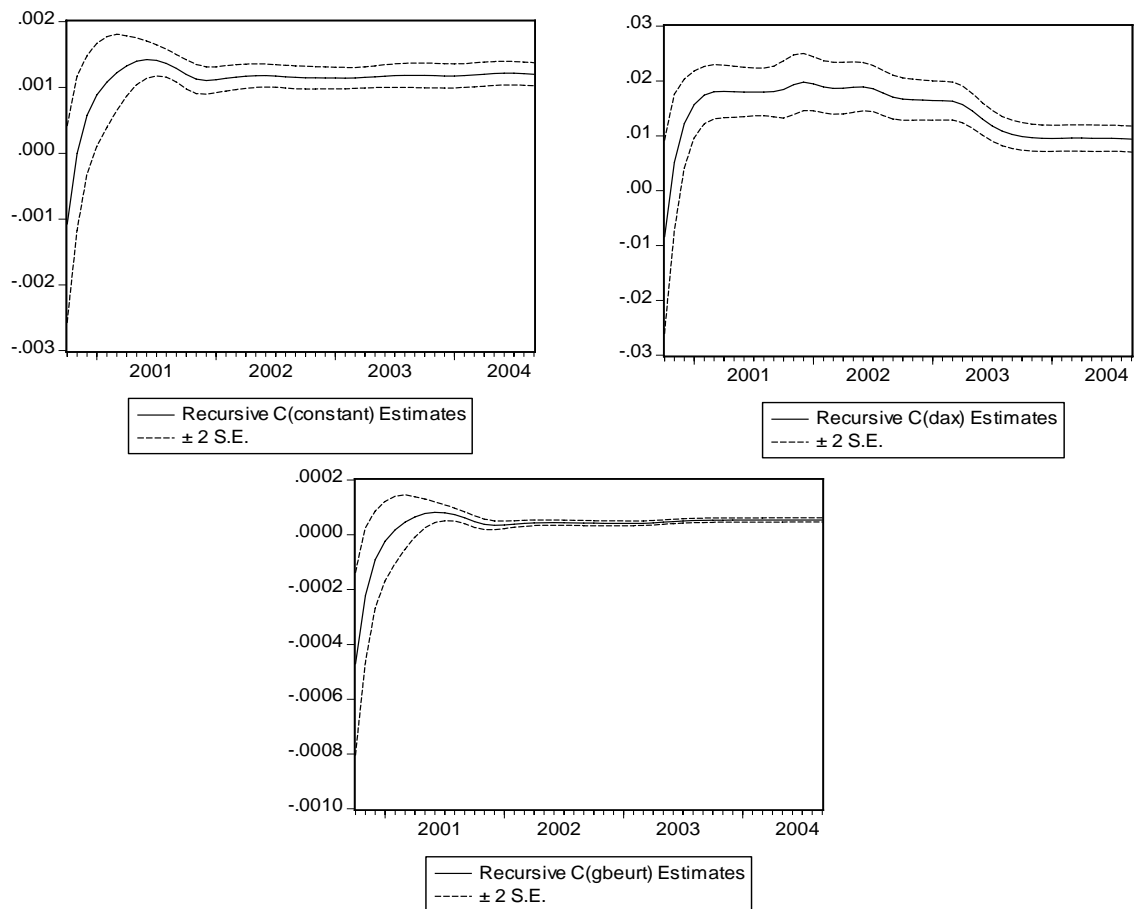 .002
.001
.000
-.001
-.002
-.003
2001 2002 2003 2004
Recursive C(constant) Estimates
± 2 S.E.
.03
.02
.01
.00
-.01
-.02
-.03
2001 2002 2003 2004
Recursive C(dax) Estimates
± 2 S.E.
.0002
.0000
-.0002
-.0004
-.0006
-.0008
-.0010
2001 2002 2003 2004
Recursive C(gbeurt) Estimates
± 2 S.E.